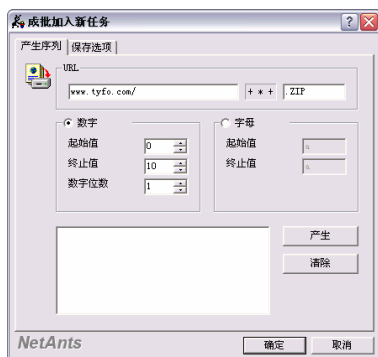 成批加入新任务
产生序列 保存选项
URL
www.tyfo.com/ + * + .ZIP
数字 字母
起始值 0 起始值 a
终止值 10 终止值 a
数字位数 1
产生
清除
NetAnts 确定 取消